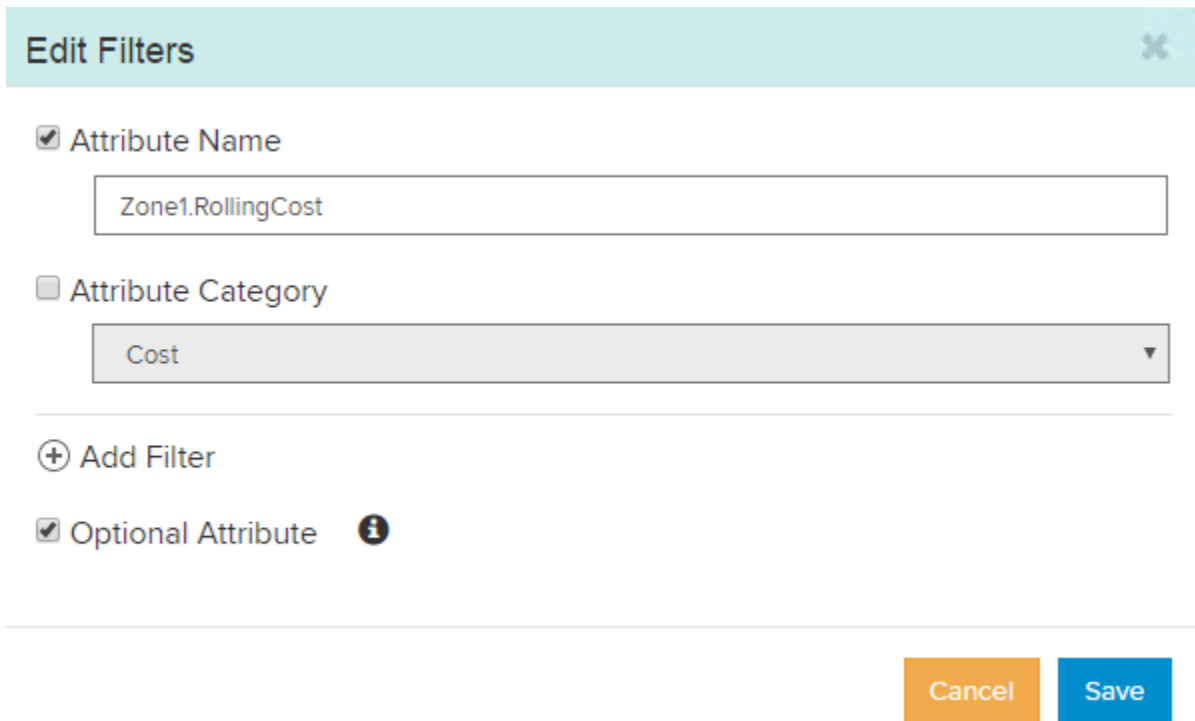 Edit Filters
Attribute Name
Zone1.RollingCost
Attribute Category
Cost
Add Filter
Optional Attribute
Cancel Save